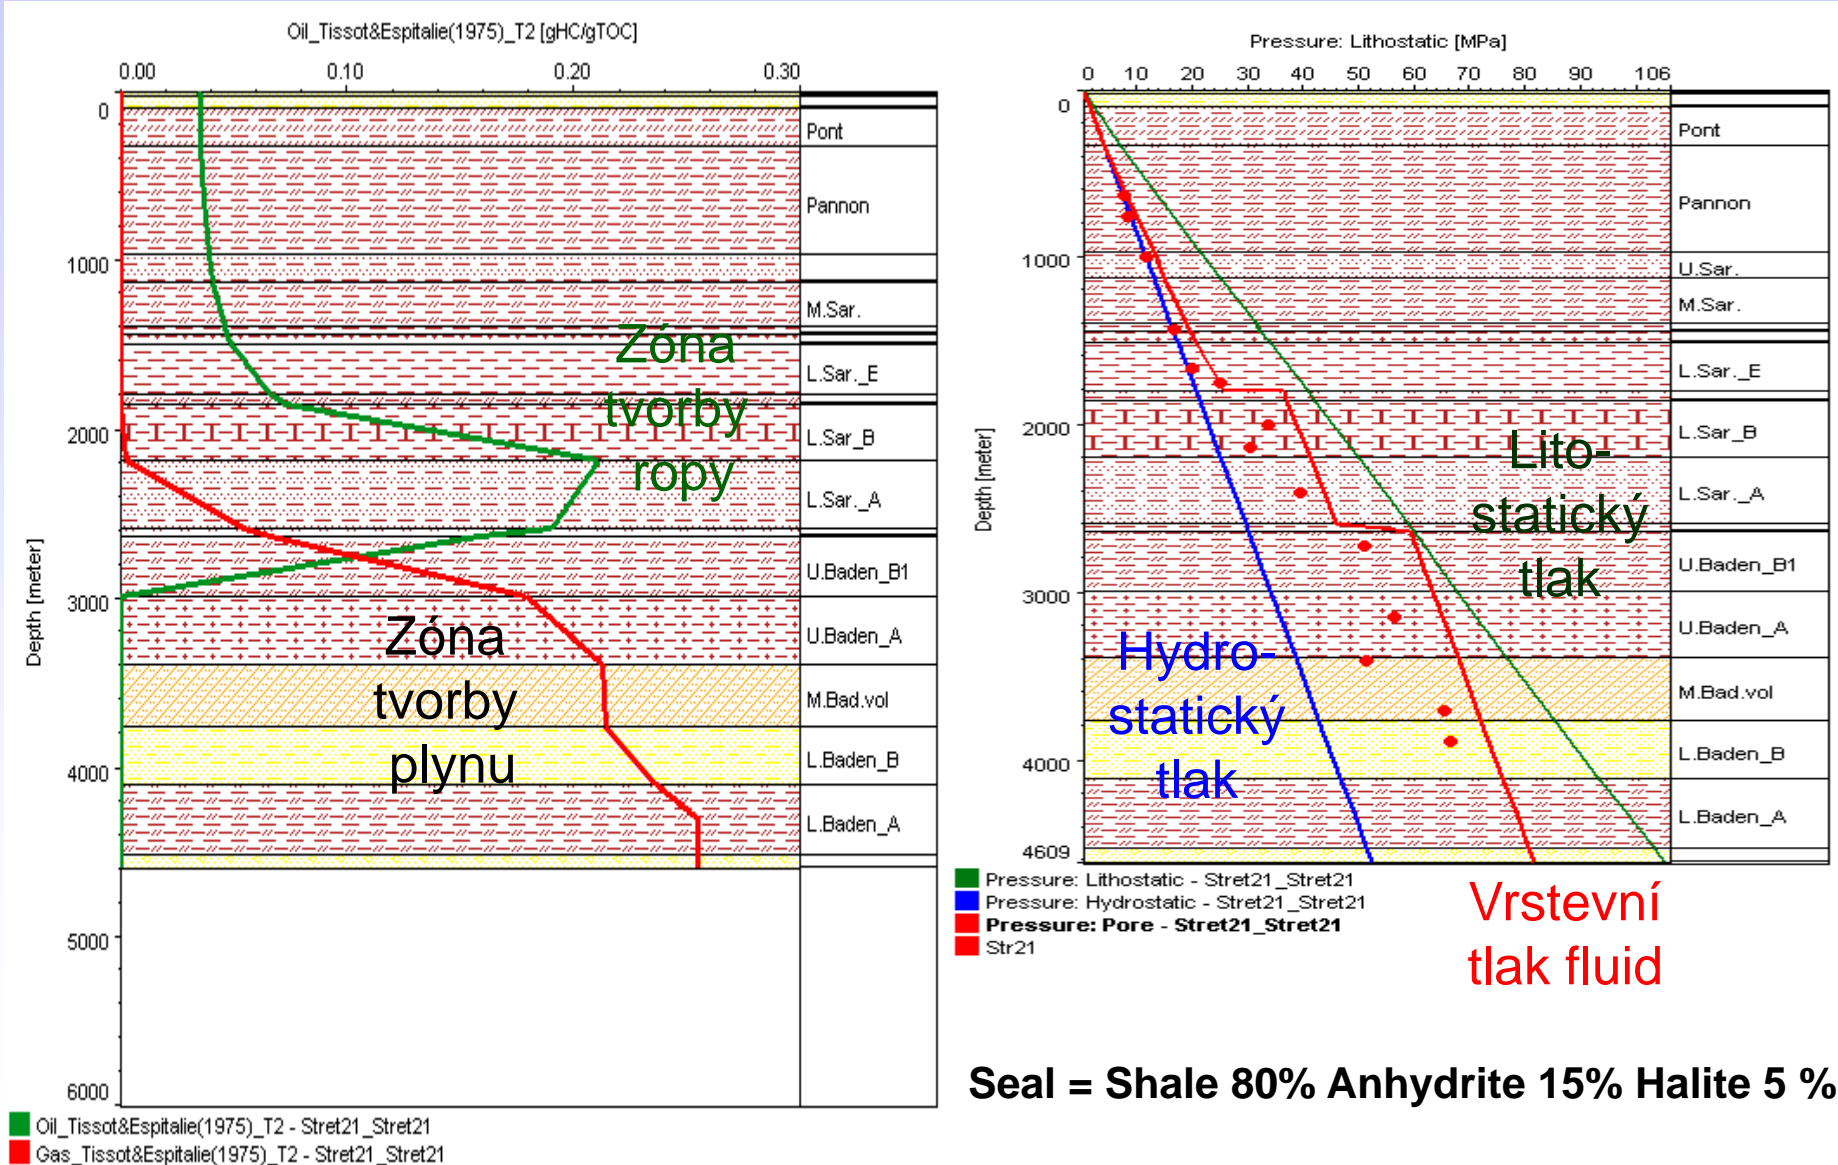 Oil_Tissot&Espitalie(1975)_T2 [gHC/gTOC]
0.00 0.10 0.20 0.30
Depth [meter]
0
1000
2000
3000
4000
5000
6000
Pont
Pannon
M.Sar.
L.Sar._E
L.Sar_B
L.Sar._A
U.Baden_B1
U.Baden_A
M.Bad.vol
L.Baden_B
L.Baden_A
Zóna
tvorby
ropy
Zóna
tvorby
plynu
Oil_Tissot&Espitalie(1975)_T2 - Stret21_Stret21
Gas_Tissot&Espitalie(1975)_T2 - Stret21_Stret21
Pressure: Lithostatic [MPa]
0 10 20 30 40 50 60 70 80 90 106
Depth [meter]
0
1000
2000
3000
4000
4609
Pont
Pannon
U.Sar.
M.Sar.
L.Sar._E
L.Sar_B
L.Sar._A
U.Baden_B1
U.Baden_A
M.Bad.vol
L.Baden_B
L.Baden_A
Lito-
statický
tlak
Hydro-
statický
tlak
Pressure: Lithostatic - Stret21_Stret21
Pressure: Hydrostatic - Stret21_Stret21
Pressure: Pore - Stret21_Stret21
Str21
Vrstevní
tlak fluid
Seal = Shale 80% Anhydrite 15% Halite 5 %